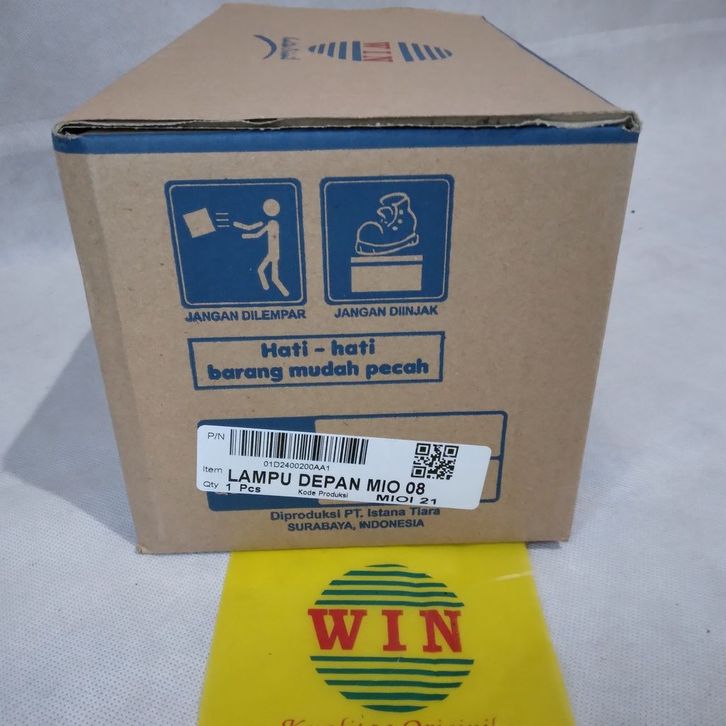 WIN
JANGAN DILEMPAR
JANGAN DIINJAK
Hati - hati
barang mudah pecah
P/N
01D2400200AA1
Item LAMPU DEPAN MIO 08
Qty 1 Pcs Kode Produksi MIOI 21
Diproduksi PT. Istana Tiara
SURABAYA, INDONESIA
WIN